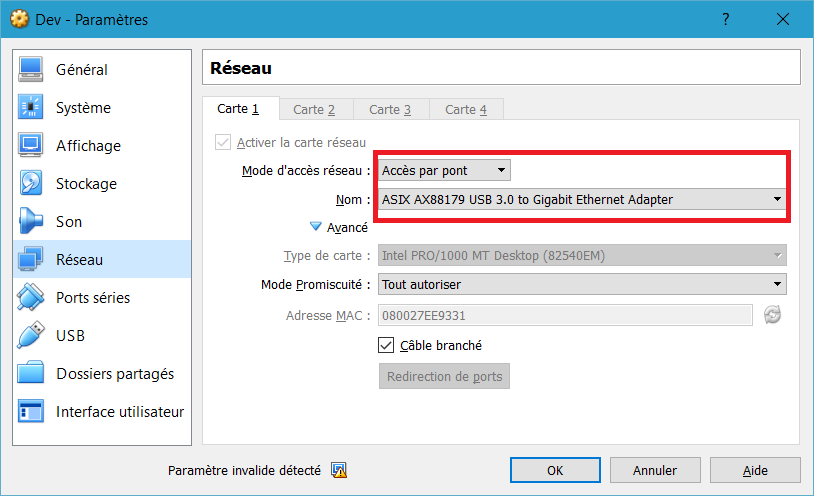 Dev - Paramètres
?
Général
Système
Affichage
Stockage
Son
Réseau
Ports séries
USB
Dossiers partagés
Interface utilisateur
Réseau
Carte 1 Carte 2 Carte 3 Carte 4
Activer la carte réseau
Mode d'accès réseau : Accès par pont
Nom : ASIX AX88179 USB 3.0 to Gigabit Ethernet Adapter
Avancé
Type de carte : Intel PRO/1000 MT Desktop (82540EM)
Mode Promiscuité : Tout autoriser
Adresse MAC : 080027EE9331
Câble branché
Redirection de ports
Paramètre invalide détecté OK Annuler Aide